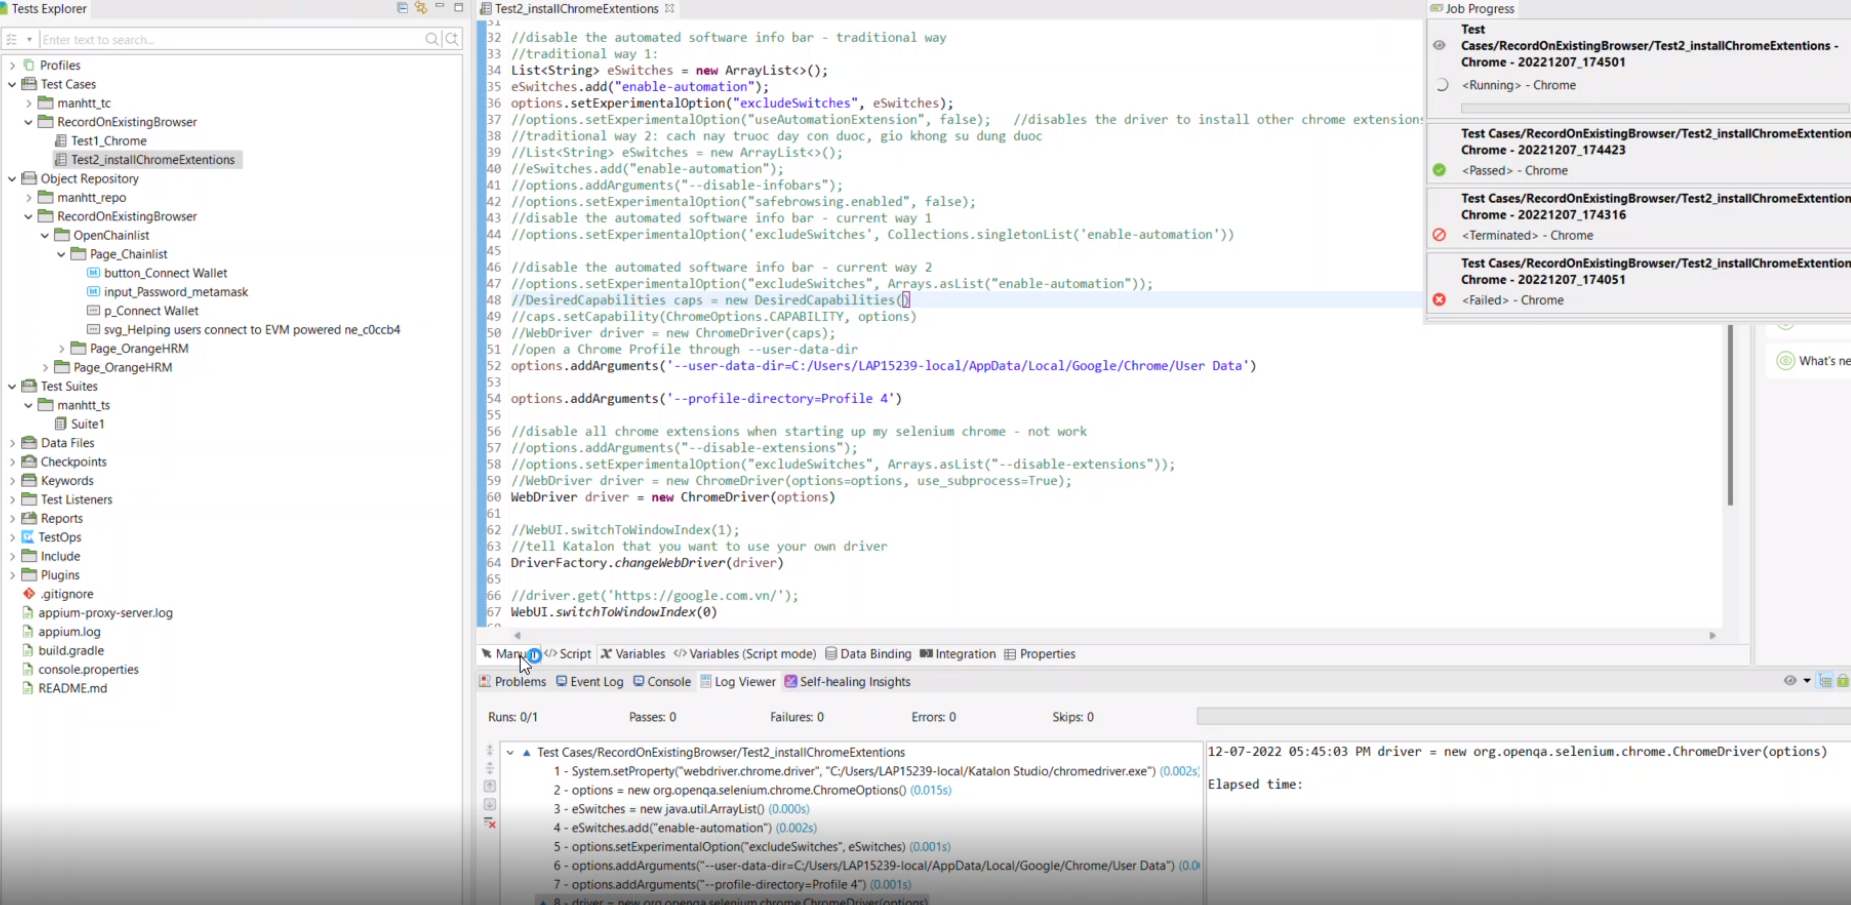 Tests Explorer
Enter text to search...
Profiles
Test Cases
manhtt_tc
RecordOnExistingBrowser
Test1_Chrome
Test2_installChromeExtentions
Object Repository
manhtt_repo
RecordOnExistingBrowser
OpenChainlist
Page_Chainlist
button_Connect Wallet
input_Password_metamask
p_Connect Wallet
svg_Helping users connect to EVM powered ne_c0ccb4
Page_OrangeHRM
Page_OrangeHRM
Test Suites
manhtt_ts
Suite1
Data Files
Checkpoints
Keywords
Test Listeners
Reports
TestOps
Include
Plugins
.gitignore
appium-proxy-server.log
appium.log
build.gradle
console.properties
README.md
Test2_installChromeExtentions
31
32 //disable the automated software info bar - traditional way
33 //traditional way 1:
34 List<String> eSwitches = new ArrayList<>();
35 eSwitches.add("enable-automation");
36 options.setExperimentalOption("excludeSwitches", eSwitches);
37 //options.setExperimentalOption("useAutomationExtension", false);   //disables the driver to install other chrome extensions
38 //traditional way 2: cach nay truoc day con duoc, gio khong su dung duoc
39 //List<String> eSwitches = new ArrayList<>();
40 //eSwitches.add("enable-automation");
41 //options.addArguments("--disable-infobars");
42 //options.setExperimentalOption("safebrowsing.enabled", false);
43 //disable the automated software info bar - current way 1
44 //options.setExperimentalOption('excludeSwitches', Collections.singletonList('enable-automation'))
45
46 //disable the automated software info bar - current way 2
47 //options.setExperimentalOption("excludeSwitches", Arrays.asList("enable-automation"));
48 //DesiredCapabilities caps = new DesiredCapabilities()
49 //caps.setCapability(ChromeOptions.CAPABILITY, options)
50 //WebDriver driver = new ChromeDriver(caps);
51 //open a Chrome Profile through --user-data-dir
52 options.addArguments('--user-data-dir=C:/Users/LAP15239-local/AppData/Local/Google/Chrome/User Data')
53
54 options.addArguments('--profile-directory=Profile 4')
55
56 //disable all chrome extensions when starting up my selenium chrome - not work
57 //options.addArguments("--disable-extensions");
58 //options.setExperimentalOption("excludeSwitches", Arrays.asList("--disable-extensions"));
59 //WebDriver driver = new ChromeDriver(options=options, use_subprocess=True);
60 WebDriver driver = new ChromeDriver(options)
61
62 //WebUI.switchToWindowIndex(1);
63 //tell Katalon that you want to use your own driver
64 DriverFactory.changeWebDriver(driver)
65
66 //driver.get('https://google.com.vn/');
67 WebUI.switchToWindowIndex(0)
Script Variables Variables (Script mode) Data Binding Integration Properties
Problems Event Log Console Log Viewer Self-healing Insights
Runs: 0/1 Passes: 0 Failures: 0 Errors: 0 Skips: 0
Test Cases/RecordOnExistingBrowser/Test2_installChromeExtentions
1 - System.setProperty("webdriver.chrome.driver", "C:/Users/LAP15239-local/Katalon Studio/chromedriver.exe") (0.002s)
2 - options = new org.openqa.selenium.chrome.ChromeOptions() (0.015s)
3 - eSwitches = new java.util.ArrayList() (0.000s)
4 - eSwitches.add("enable-automation") (0.002s)
5 - options.setExperimentalOption("excludeSwitches", eSwitches) (0.001s)
6 - options.addArguments("--user-data-dir=C:/Users/LAP15239-local/AppData/Local/Google/Chrome/User Data") (0.0
7 - options.addArguments("--profile-directory=Profile 4") (0.001s)
8 - driver = new org.openqa.selenium.chrome.ChromeDriver(options)
12-07-2022 05:45:03 PM driver = new org.openqa.selenium.chrome.ChromeDriver(options)
Elapsed time:
Job Progress
Test
Cases/RecordOnExistingBrowser/Test2_installChromeExtentions -
Chrome - 20221207_174501
<Running> - Chrome
Test Cases/RecordOnExistingBrowser/Test2_installChromeExtention
Chrome - 20221207_174423
<Passed> - Chrome
Test Cases/RecordOnExistingBrowser/Test2_installChromeExtention
Chrome - 20221207_174316
<Terminated> - Chrome
Test Cases/RecordOnExistingBrowser/Test2_installChromeExtention
Chrome - 20221207_174051
<Failed> - Chrome
What's ne